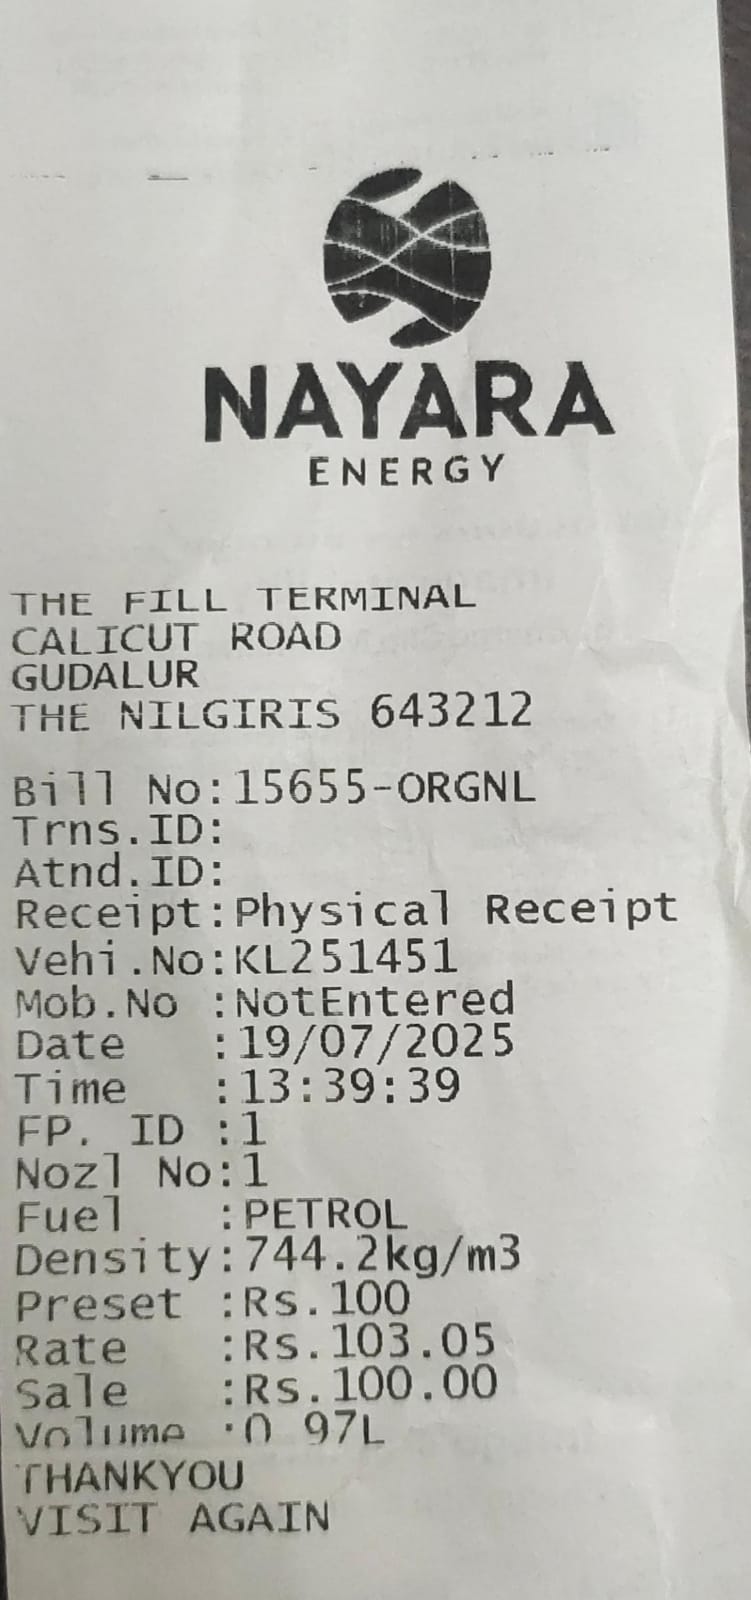 NAYARA
ENERGY
THE FILL TERMINAL
CALICUT ROAD
GUDALUR
THE NILGIRIS 643212
Bill No:15655-ORGNL
Trns.ID:
Atnd.ID:
Receipt:Physical Receipt
Vehi.No:KL251451
Mob.No :NotEntered
Date :19/07/2025
Time :13:39:39
FP. ID :1
Nozl No:1
Fuel :PETROL
Density:744.2kg/m3
Preset :Rs.100
Rate :Rs.103.05
Sale :Rs.100.00
Volume :0.97L
THANKYOU
VISIT AGAIN